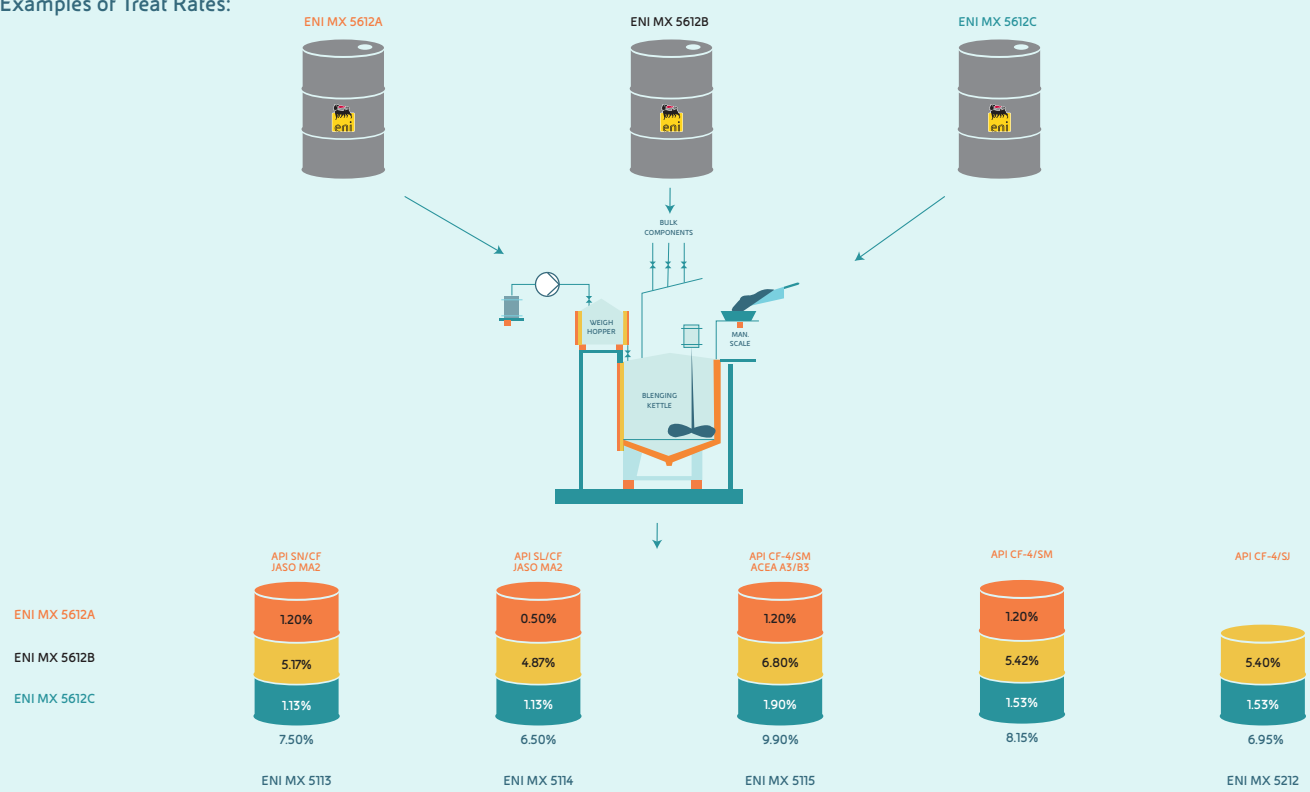 Examples of Treat Rates:
ENI MX 5612A
ENI MX 5612B
ENI MX 5612C
eni
eni
eni
BULK
COMPONENTS
WEIGH
HOPPER
MAN.
SCALE
BLENGING
KETTLE
API SN/CF
JASO MA2
API SL/CF
JASO MA2
API CF-4/SM
ACEA A3/B3
API CF-4/SM
API CF-4/SJ
ENI MX 5612A
1.20%
0.50%
1.20%
1.20%
ENI MX 5612B
5.17%
4.87%
6.80%
5.42%
5.40%
ENI MX 5612C
1.13%
1.13%
1.90%
1.53%
1.53%
7.50%
6.50%
9.90%
8.15%
6.95%
ENI MX 5113
ENI MX 5114
ENI MX 5115
ENI MX 5212